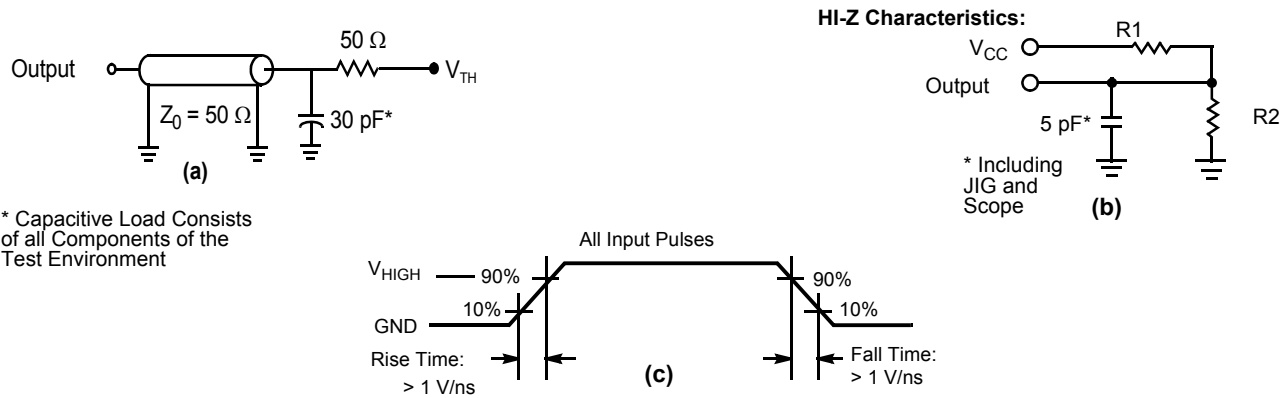 50 Ω
Output
V_TH
Z_0 = 50 Ω
30 pF*
(a)
* Capacitive Load Consists
of all Components of the
Test Environment
HI-Z Characteristics:
R1
V_CC
Output
5 pF*
R2
* Including
JIG and
Scope
(b)
All Input Pulses
V_HIGH
90%
90%
10%
10%
GND
Rise Time:
> 1 V/ns
(c)
Fall Time:
> 1 V/ns